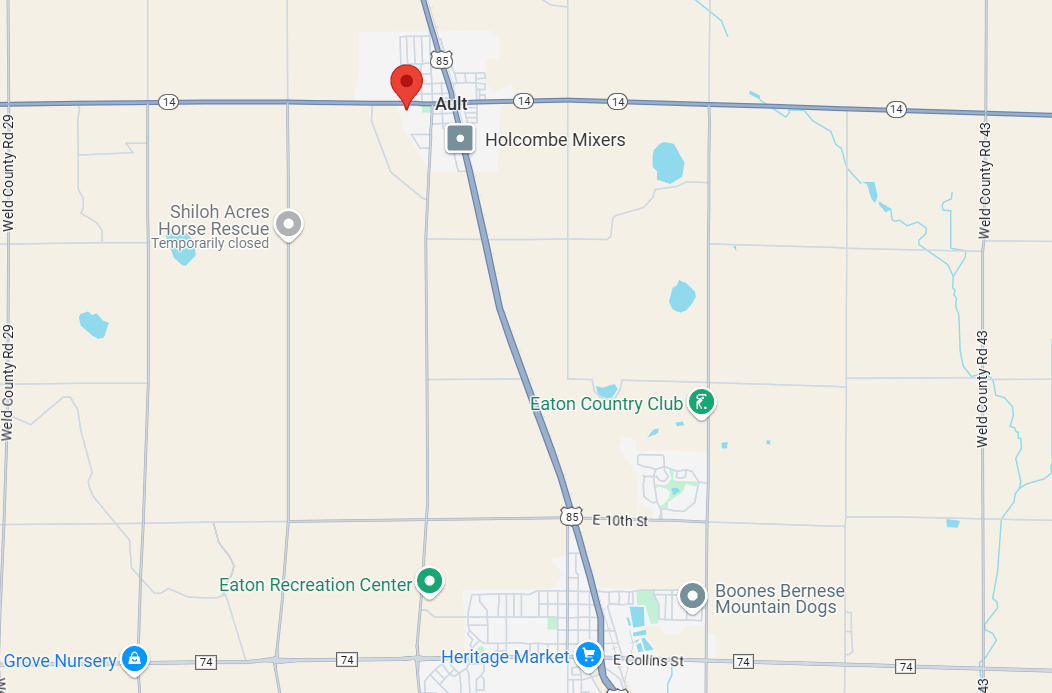 85
14
14
14
14
Ault
Holcombe Mixers
Weld County Rd 29
Weld County Rd 43
Shiloh Acres
Horse Rescue
Temporarily closed
Weld County Rd 29
Weld County Rd 43
Eaton Country Club
85
E 10th St
Eaton Recreation Center
Boones Bernese
Mountain Dogs
Grove Nursery
74
74
Heritage Market
E Collins St
74
74
43